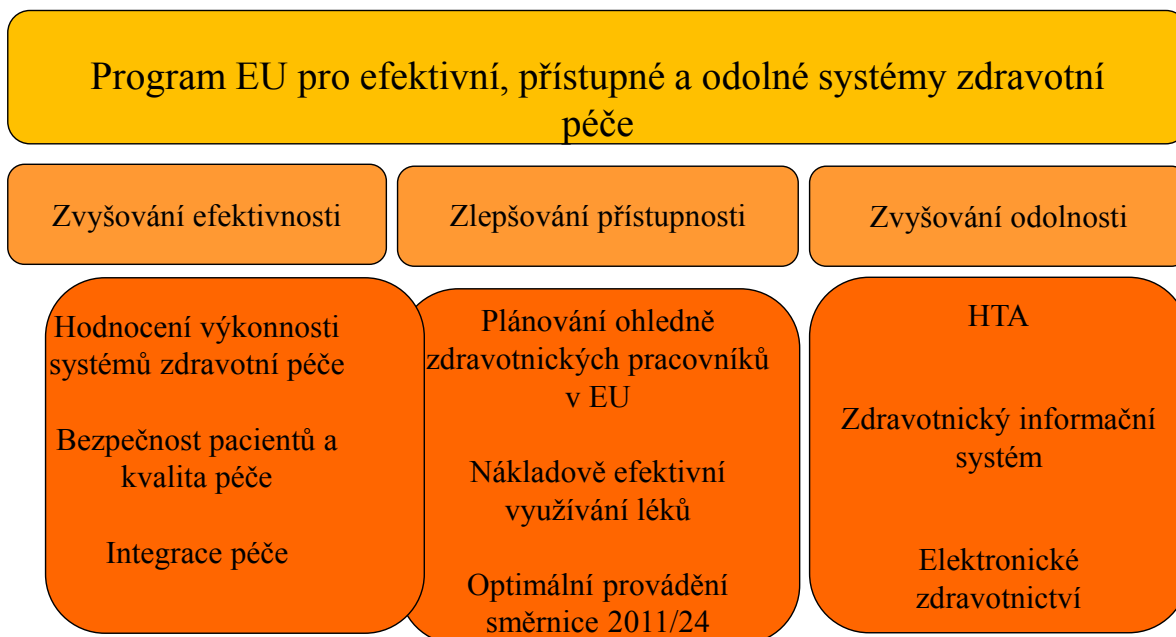 Program EU pro efektivní, přístupné a odolné systémy zdravotní
péče
Zvyšování efektivnosti
Zlepšování přístupnosti
Zvyšování odolnosti
Hodnocení výkonnosti
systémů zdravotní péče
Bezpečnost pacientů a
kvalita péče
Integrace péče
Plánování ohledně
zdravotnických pracovníků
v EU
Nákladově efektivní
využívání léků
Optimální provádění
směrnice 2011/24
HTA
Zdravotnický informační
systém
Elektronické
zdravotnictví